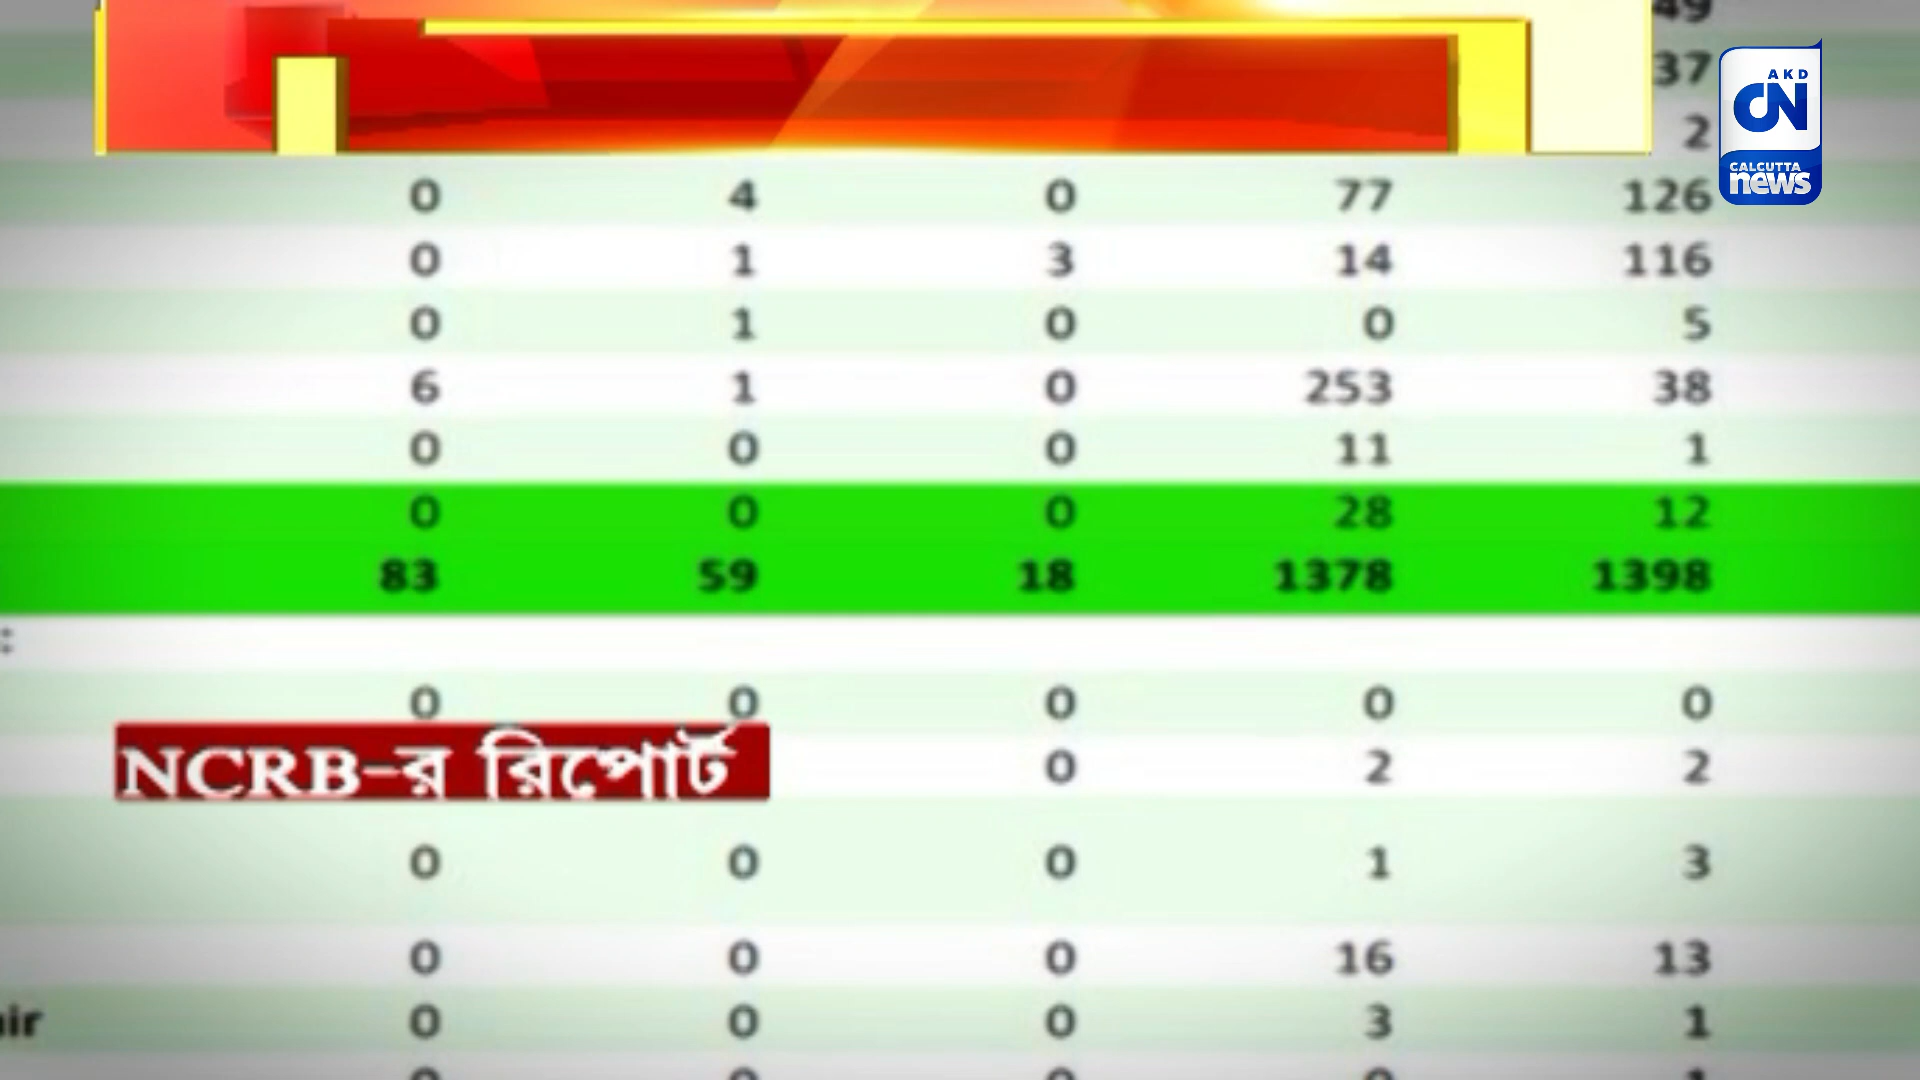 49
37
2
AKD
CN
CALCUTTA
news
0 4 0 77 126
0 1 3 14 116
0 1 0 0 5
6 1 0 253 38
0 0 0 11 1
0 0 0 28 12
83 59 18 1378 1398
:
0 0 0 0 0
NCRB-র রিপোর্ট
0 2 2
0 0 0 1 3
0 0 0 16 13
ir
0 0 0 3 1